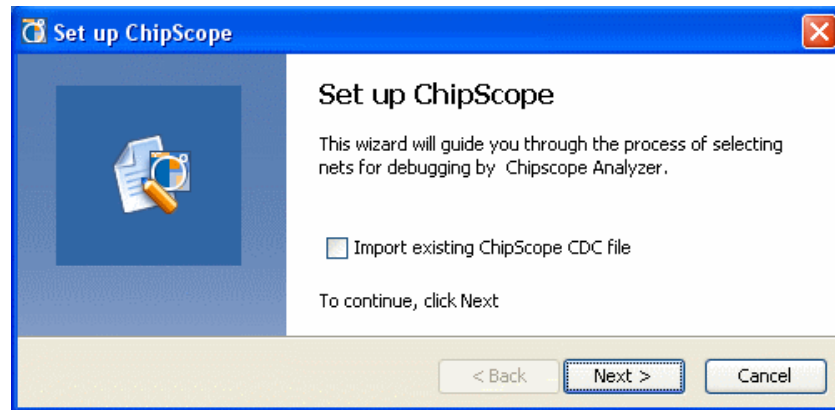 Set up ChipScope
Set up ChipScope
This wizard will guide you through the process of selecting
nets for debugging by Chipscope Analyzer.
Import existing ChipScope CDC file
To continue, click Next
< Back Next > Cancel